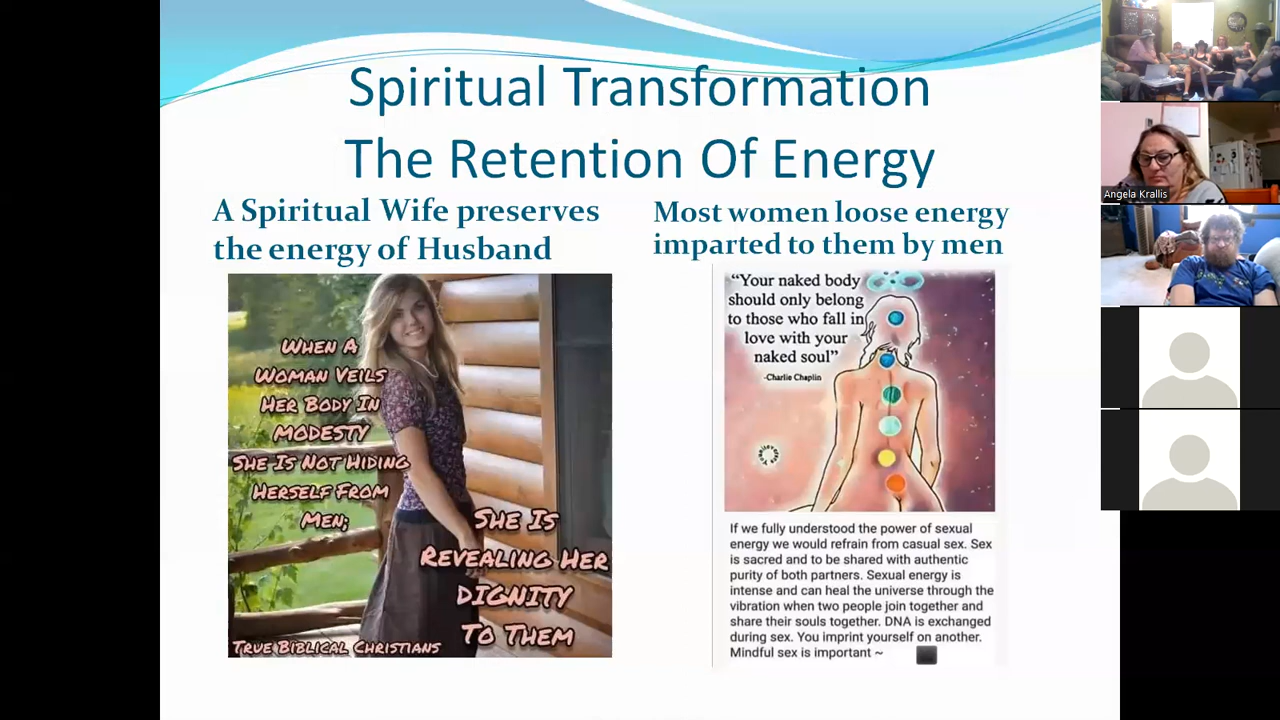 Spiritual Transformation
The Retention Of Energy
A Spiritual Wife preserves
the energy of Husband
WHEN A
WOMAN VEILS
HER BODY IN
MODESTY
SHE IS NOT HIDING
HERSELF FROM
MEN;
SHE IS
REVEALING HER
DIGNITY
TO THEM
TRUE BIBLICAL CHRISTIANS
Most women loose energy
imparted to them by men
“Your naked body
should only belong
to those who fall in
love with your
naked soul”
-Charlie Chaplin
If we fully understood the power of sexual
energy we would refrain from casual sex. Sex
is sacred and to be shared with authentic
purity of both partners. Sexual energy is
intense and can heal the universe through the
vibration when two people join together and
share their souls together. DNA is exchanged
during sex. You imprint yourself on another.
Mindful sex is important ~
Angela Krallis